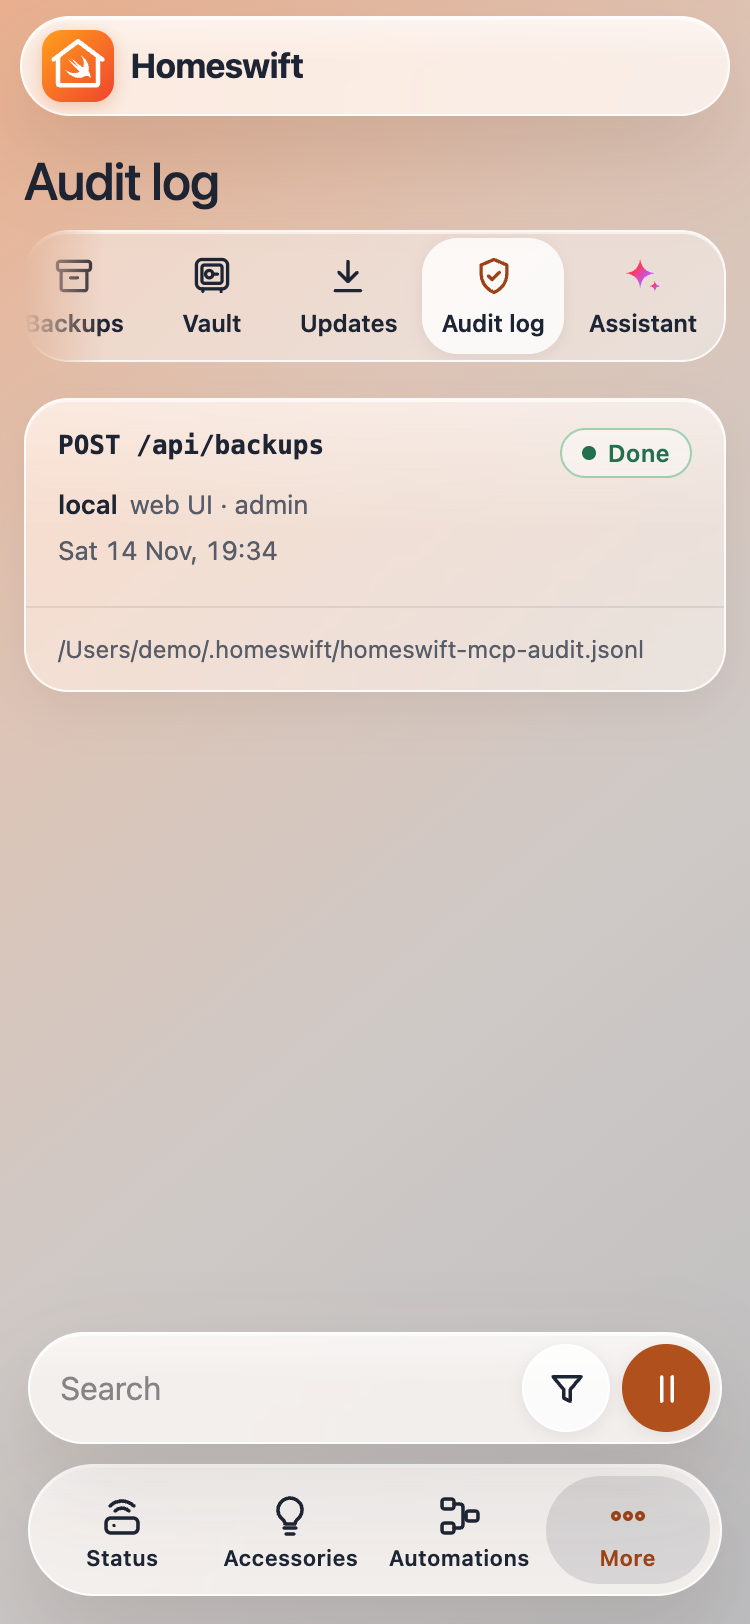 Homeswift
Audit log
Backups
Vault
Updates
Audit log
Assistant
POST /api/backups
Done
local web UI · admin
Sat 14 Nov, 19:34
/Users/demo/.homeswift/homeswift-mcp-audit.jsonl
Search
Status
Accessories
Automations
More